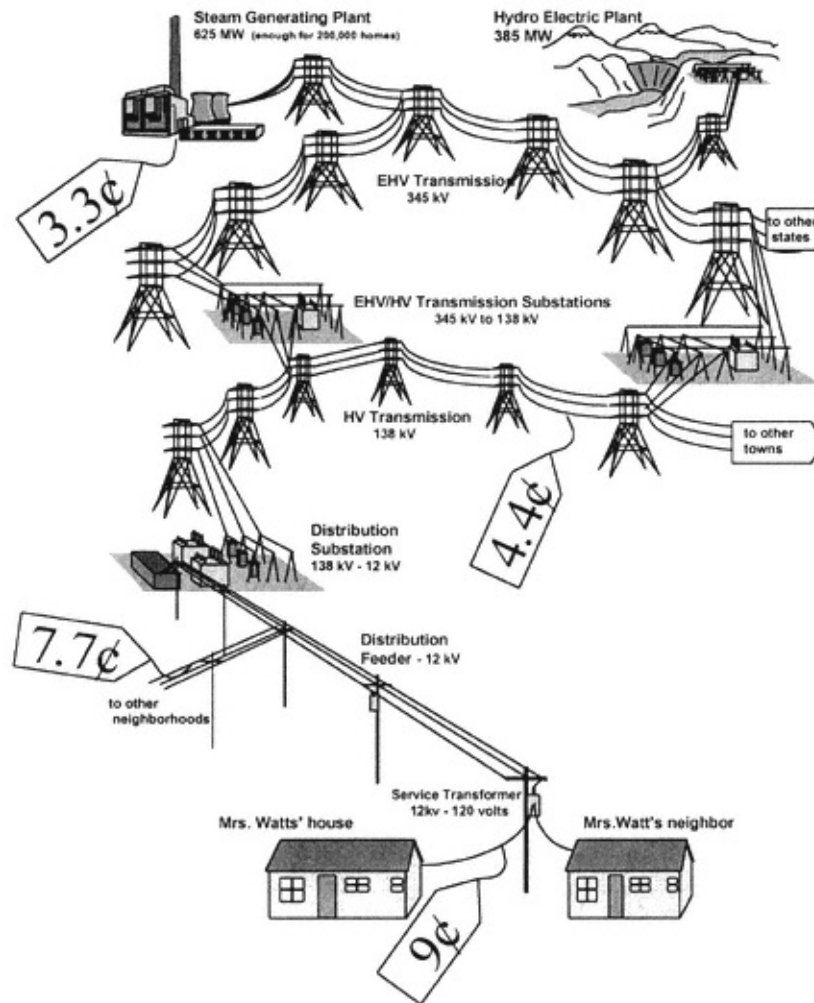 Steam Generating Plant
625 MW (enough for 200,000 homes)
Hydro Electric Plant
385 MW
3.3¢
EHV Transmission
345 kV
to other
states
EHV/HV Transmission Substations
345 kV to 138 kV
HV Transmission
138 kV
to other
towns
4.4¢
Distribution
Substation
138 kV - 12 kV
7.7¢
Distribution
Feeder - 12 kV
to other
neighborhoods
Service Transformer
12kv - 120 volts
Mrs. Watts' house
Mrs.Watt's neighbor
9¢